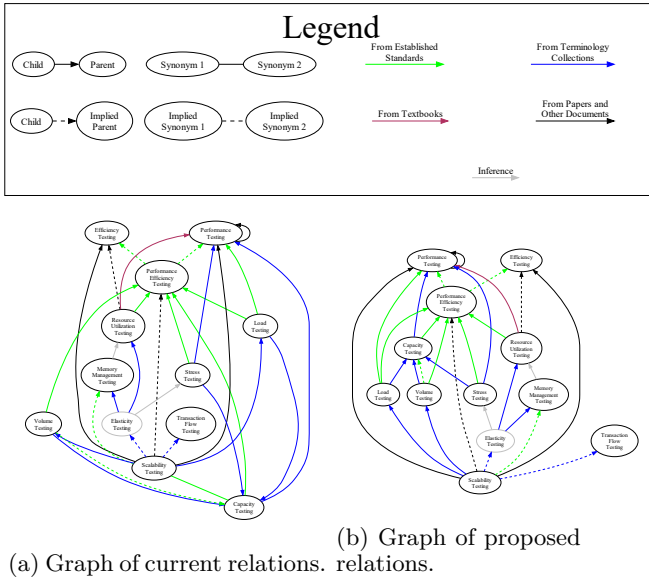 Legend
From Established
Standards
From Terminology
Collections
Child
Parent
Synonym 1
Synonym 2
From Textbooks
From Papers and
Other Documents
Child
Implied
Parent
Implied
Synonym 1
Implied
Synonym 2
Inference
Efficiency
Testing
Performance
Testing
Performance
Efficiency
Testing
Resource
Utilization
Testing
Load
Testing
Memory
Management
Testing
Stress
Testing
Volume
Testing
Elasticity
Testing
Transaction
Flow
Testing
Scalability
Testing
Capacity
Testing
(a) Graph of current relations.
Performance
Testing
Efficiency
Testing
Performance
Efficiency
Testing
Capacity
Testing
Resource
Utilization
Testing
Load
Testing
Volume
Testing
Stress
Testing
Memory
Management
Testing
Elasticity
Testing
Transaction
Flow
Testing
Scalability
Testing
(b) Graph of proposed
relations.